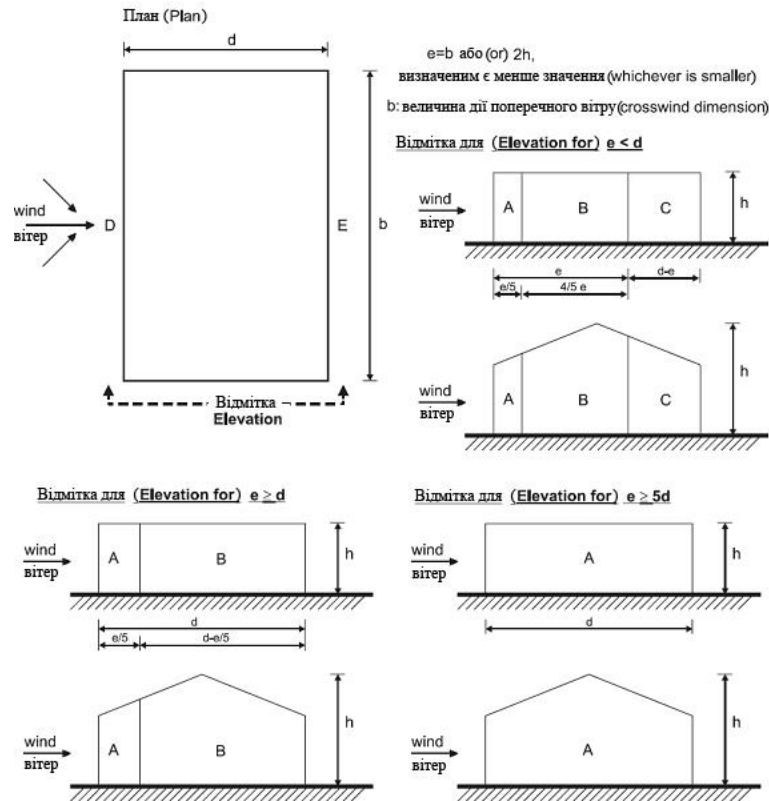 План (Plan)
d
e=b або(or) 2h,
визначеним є менше значення(whichever is smaller)
b: величина дії поперечного вітру(crosswind dimension)
Відмітка для (Elevation for) e < d
wind
вітер
D
E
b
Відмітка
Elevation
wind
вітер
A
B
C
h
e
d–e
e/5
4/5 e
wind
вітер
A
B
C
h
Відмітка для (Elevation for) e ≥ d
wind
вітер
A
B
h
d
e/5
d–e/5
wind
вітер
A
B
h
Відмітка для (Elevation for) e ≥ 5d
wind
вітер
A
h
d
wind
вітер
A
h